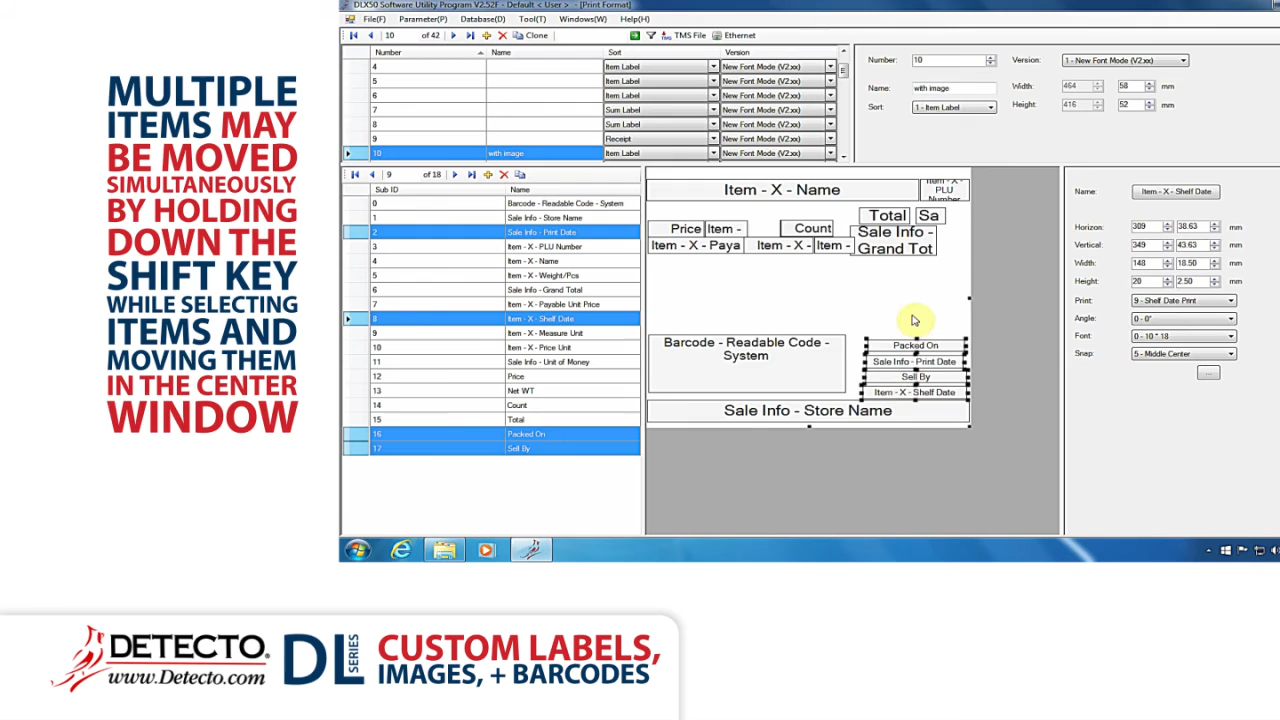 DLX50 Software Utility Program V2.52F - Default < User > - [Print Format]
File(F) Parameter(P) Database(D) Tool(T) Windows(W) Help(H)
10 of 42 Clone TMS File Ethernet
Number Name Sort Version
4 Item Label New Font Mode (V2.xx)
5 Item Label New Font Mode (V2.xx)
6 Item Label New Font Mode (V2.xx)
7 Sum Label New Font Mode (V2.xx)
8 Sum Label New Font Mode (V2.xx)
9 Receipt New Font Mode (V2.xx)
10 with image Item Label New Font Mode (V2.xx)
Number: 10 Version: 1 - New Font Mode (V2.xx)
Name: with image Width: 464 58 mm
Sort: 1 - Item Label Height: 416 52 mm
MULTIPLE
ITEMS MAY
BE MOVED
SIMULTANEOUSLY
BY HOLDING
DOWN THE
SHIFT KEY
WHILE SELECTING
ITEMS AND
MOVING THEM
IN THE CENTER
WINDOW
9 of 18
Sub ID Name
0 Barcode - Readable Code - System
1 Sale Info - Store Name
2 Sale Info - Print Date
3 Item - X - PLU Number
4 Item - X - Name
5 Item - X - Weight/Pcs
6 Sale Info - Grand Total
7 Item - X - Payable Unit Price
8 Item - X - Shelf Date
9 Item - X - Measure Unit
10 Item - X - Price Unit
11 Sale Info - Unit of Money
12 Price
13 Net WT
14 Count
15 Total
16 Packed On
17 Sell By
Item - X - Name
Item - X -
PLU
Number
Total Sa
Price Item - Count
Sale Info -
Grand Tot
Item - X - Paya Item - X - Item -
Barcode - Readable Code -
System
Packed On
Sale Info - Print Date
Sell By
Item - X - Shelf Date
Sale Info - Store Name
Name: Item - X - Shelf Date
Horizon: 309 38.63 mm
Vertical: 349 43.63 mm
Width: 148 18.50 mm
Height: 20 2.50 mm
Print: 9 - Shelf Date Print
Angle: 0 - 0°
Font: 0 - 10 * 18
Snap: 5 - Middle Center
...
DETECTO®
www.Detecto.com
DL SERIES
CUSTOM LABELS,
IMAGES, + BARCODES